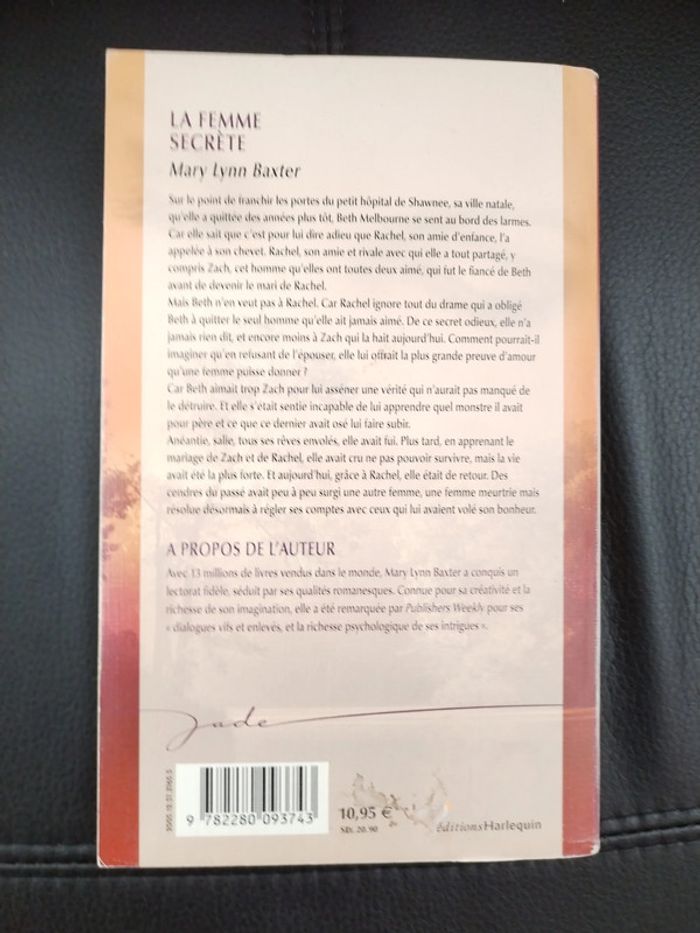 LA FEMME
SECRÈTE
Mary Lynn Baxter
Sur le point de franchir les portes du petit hôpital de Shawnee, sa ville natale,
qu'elle a quittée des années plus tôt, Beth Melbourne se sent au bord des larmes.
Car elle sait que c'est pour lui dire adieu que Rachel, son amie d'enfance, l'a
appelée à son chevet. Rachel, son amie et rivale avec qui elle a tout partagé, y
compris Zach, cet homme qu'elles ont toutes deux aimé, qui fut le fiancé de Beth
avant de devenir le mari de Rachel.
Mais Beth n'en veut pas à Rachel. Car Rachel ignore tout du drame qui a obligé
Beth à quitter le seul homme qu'elle ait jamais aimé. De ce secret odieux, elle n'a
jamais rien dit, et encore moins à Zach qui la hait aujourd'hui. Comment pourrait-il
imaginer qu'en refusant de l'épouser, elle lui offrait la plus grande preuve d'amour
qu'une femme puisse donner ?
Car Beth aimait trop Zach pour lui asséner une vérité qui n'aurait pas manqué de
le détruire. Et elle s'était sentie incapable de lui apprendre quel monstre il avait
pour père et ce que ce dernier avait osé lui faire subir.
Anéantie, salie, tous ses rêves envolés, elle avait fui. Plus tard, en apprenant le
mariage de Zach et de Rachel, elle avait cru ne pas pouvoir survivre, mais la vie
avait été la plus forte. Et aujourd'hui, grâce à Rachel, elle était de retour. Des
cendres du passé avait peu à peu surgi une autre femme, une femme meurtrie mais
résolue désormais à régler ses comptes avec ceux qui lui avaient volé son bonheur.
A PROPOS DE L'AUTEUR
Avec 13 millions de livres vendus dans le monde, Mary Lynn Baxter a conquis un
lectorat fidèle, séduit par ses qualités romanesques. Connue pour sa créativité et la
richesse de son imagination, elle a été remarquée par Publishers Weekly pour ses
« dialogues vifs et enlevés, et la richesse psychologique de ses intrigues ».
Jade
9 782280 093743
10,95 €
éditionsHarlequin